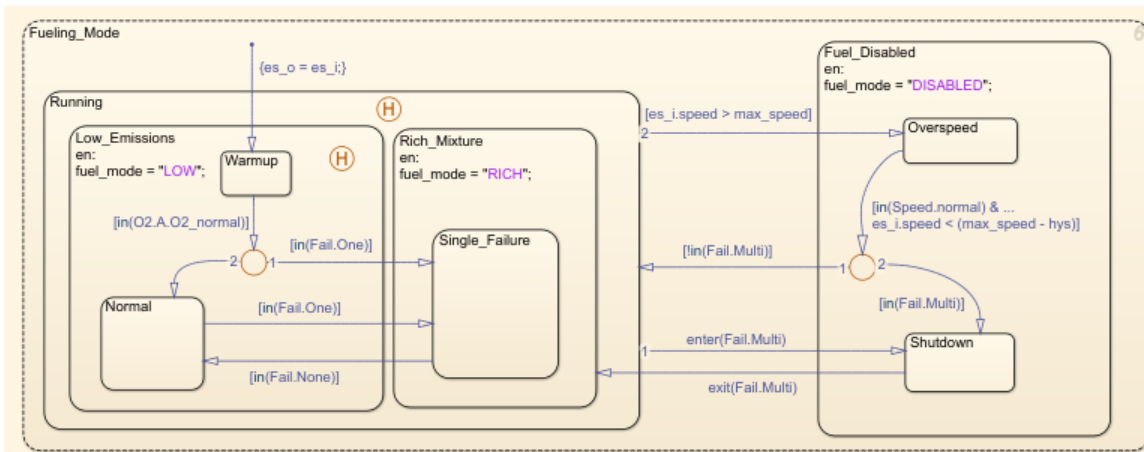 Fueling_Mode
6
{es_o = es_i;}
Running
H
Low_Emissions
en:
fuel_mode = "LOW";
H
Warmup
[in(O2.A.O2_normal)]
2
1
[in(Fail.One)]
Normal
[in(Fail.One)]
[in(Fail.None)]
Rich_Mixture
en:
fuel_mode = "RICH";
Single_Failure
[es_i.speed > max_speed]
2
[!in(Fail.Multi)]
1
2
1
enter(Fail.Multi)
exit(Fail.Multi)
Fuel_Disabled
en:
fuel_mode = "DISABLED";
Overspeed
[in(Speed.normal) & ...
es_i.speed < (max_speed - hys)]
[in(Fail.Multi)]
Shutdown